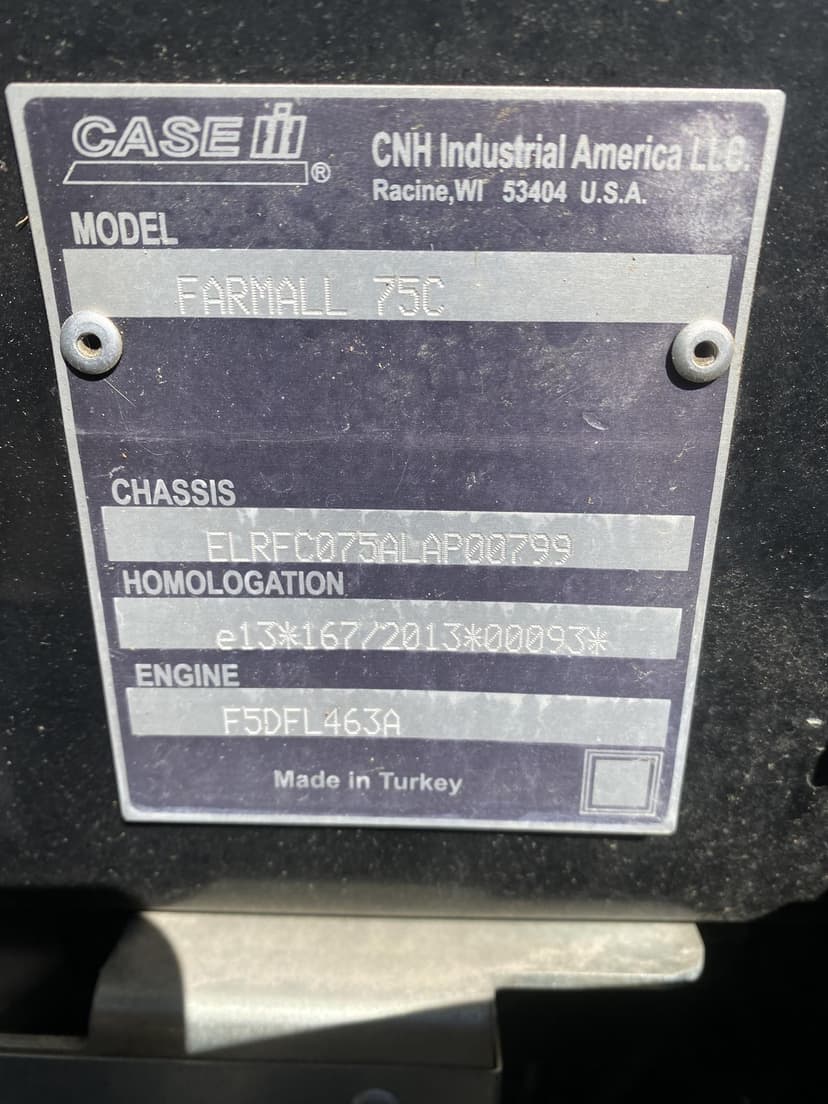 CASE IH ®
CNH Industrial America LLC.
Racine,WI 53404 U.S.A.
MODEL
FARMALL 75C
CHASSIS
ELRFC075ALAP00799
HOMOLOGATION
e13*167/2013*00093*
ENGINE
F5DFL463A
Made in Turkey